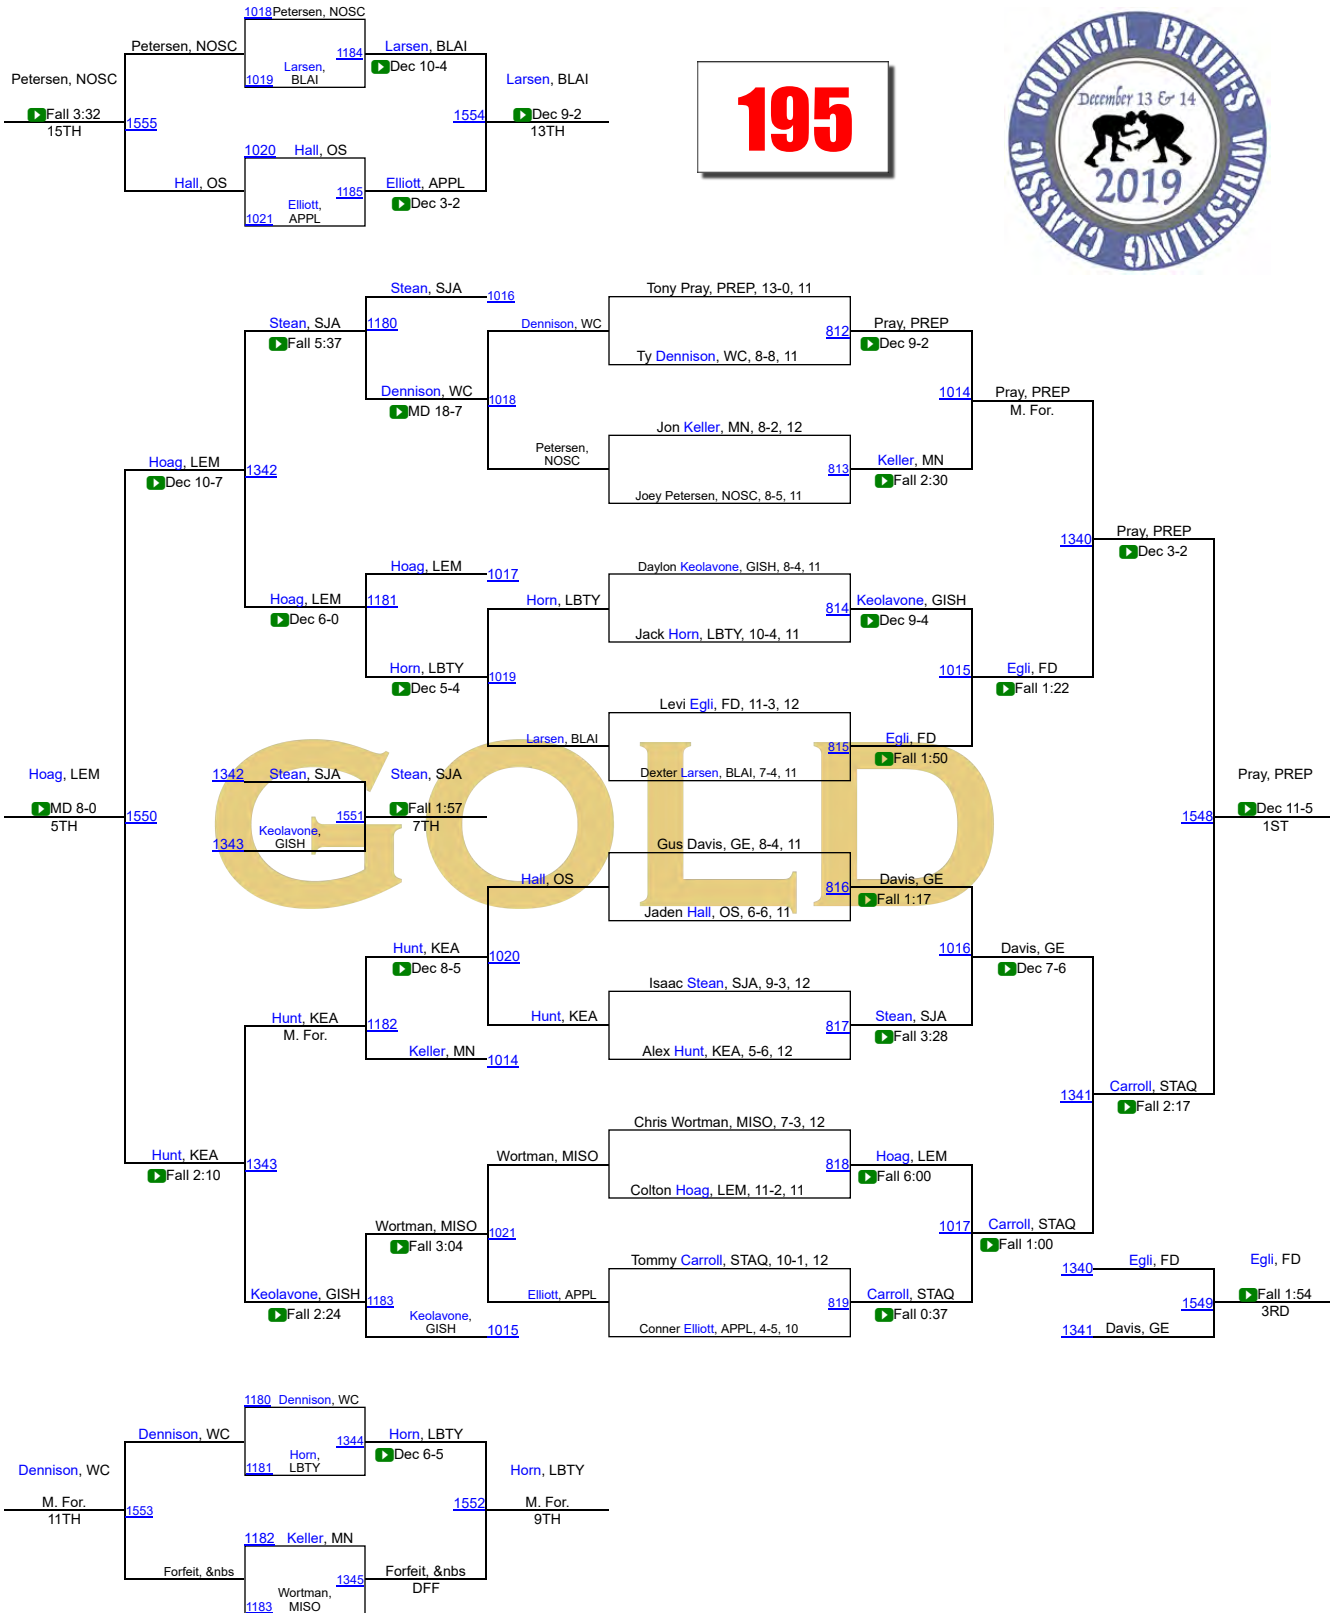 1018 Petersen, NOSC
Petersen, NOSC
1184
Larsen, BLAI
Dec 10-4
1019
Larsen,
BLAI
Petersen, NOSC
Larsen, BLAI
Fall 3:32
15TH
1555
1554
Dec 9-2
13TH
1020 Hall, OS
Hall, OS
1185
Elliott, APPL
Dec 3-2
1021
Elliott,
APPL
195
COUNCIL BLUFFS WRESTLING CLASSIC
December 13 & 14
2019
Stean, SJA
1016
Tony Pray, PREP, 13-0, 11
Stean, SJA
Fall 5:37
1180
Dennison, WC
812
Pray, PREP
Dec 9-2
Ty Dennison, WC, 8-8, 11
Dennison, WC
MD 18-7
1018
1014
Pray, PREP
M. For.
Jon Keller, MN, 8-2, 12
Hoag, LEM
Dec 10-7
1342
Petersen,
NOSC
813
Keller, MN
Fall 2:30
Joey Petersen, NOSC, 8-5, 11
1340
Pray, PREP
Dec 3-2
Hoag, LEM
1017
Daylon Keolavone, GISH, 8-4, 11
Hoag, LEM
Dec 6-0
1181
Horn, LBTY
814
Keolavone, GISH
Dec 9-4
Jack Horn, LBTY, 10-4, 11
Horn, LBTY
Dec 5-4
1019
1015
Egli, FD
Fall 1:22
Levi Egli, FD, 11-3, 12
Larsen, BLAI
815
Egli, FD
Fall 1:50
Dexter Larsen, BLAI, 7-4, 11
GOLD
Hoag, LEM
MD 8-0
5TH
1550
1342 Stean, SJA
Stean, SJA
1551
Fall 1:57
7TH
1343
Keolavone,
GISH
Pray, PREP
1548
Dec 11-5
1ST
Gus Davis, GE, 8-4, 11
Hall, OS
816
Davis, GE
Fall 1:17
Jaden Hall, OS, 6-6, 11
Hunt, KEA
Dec 8-5
1020
1016
Davis, GE
Dec 7-6
Isaac Stean, SJA, 9-3, 12
Hunt, KEA
M. For.
1182
Hunt, KEA
817
Stean, SJA
Fall 3:28
Keller, MN
1014
Alex Hunt, KEA, 5-6, 12
1341
Carroll, STAQ
Fall 2:17
Chris Wortman, MISO, 7-3, 12
Hunt, KEA
Fall 2:10
1343
Wortman, MISO
818
Hoag, LEM
Fall 6:00
Colton Hoag, LEM, 11-2, 11
Wortman, MISO
Fall 3:04
1021
1017
Carroll, STAQ
Fall 1:00
Tommy Carroll, STAQ, 10-1, 12
1340
Egli, FD
Egli, FD
Keolavone, GISH
Fall 2:24
1183
Elliott, APPL
819
Carroll, STAQ
Fall 0:37
1549
Fall 1:54
3RD
Keolavone,
GISH
1015
Conner Elliott, APPL, 4-5, 10
1341
Davis, GE
1180 Dennison, WC
Dennison, WC
1344
Horn, LBTY
Dec 6-5
1181
Horn,
LBTY
Dennison, WC
Horn, LBTY
M. For.
11TH
1553
1552
M. For.
9TH
1182 Keller, MN
Forfeit, &nbs
1345
Forfeit, &nbs
DFF
1183
Wortman,
MISO